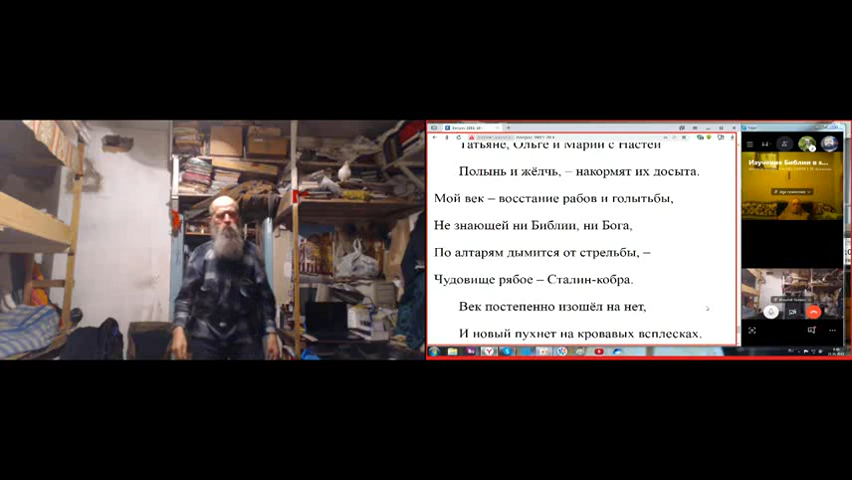 Татьяне, Ольге и Марии с Настей
Полынь и жёлчь, – накормят их досыта.
Мой век – восстание рабов и голытьбы,
Не знающей ни Библии, ни Бога,
По алтарям дымится от стрельбы, –
Чудовище рябое – Сталин-кобра.
Век постепенно изошёл на нет,
И новый пухнет на кровавых всплесках.
Изучение Библии в к...